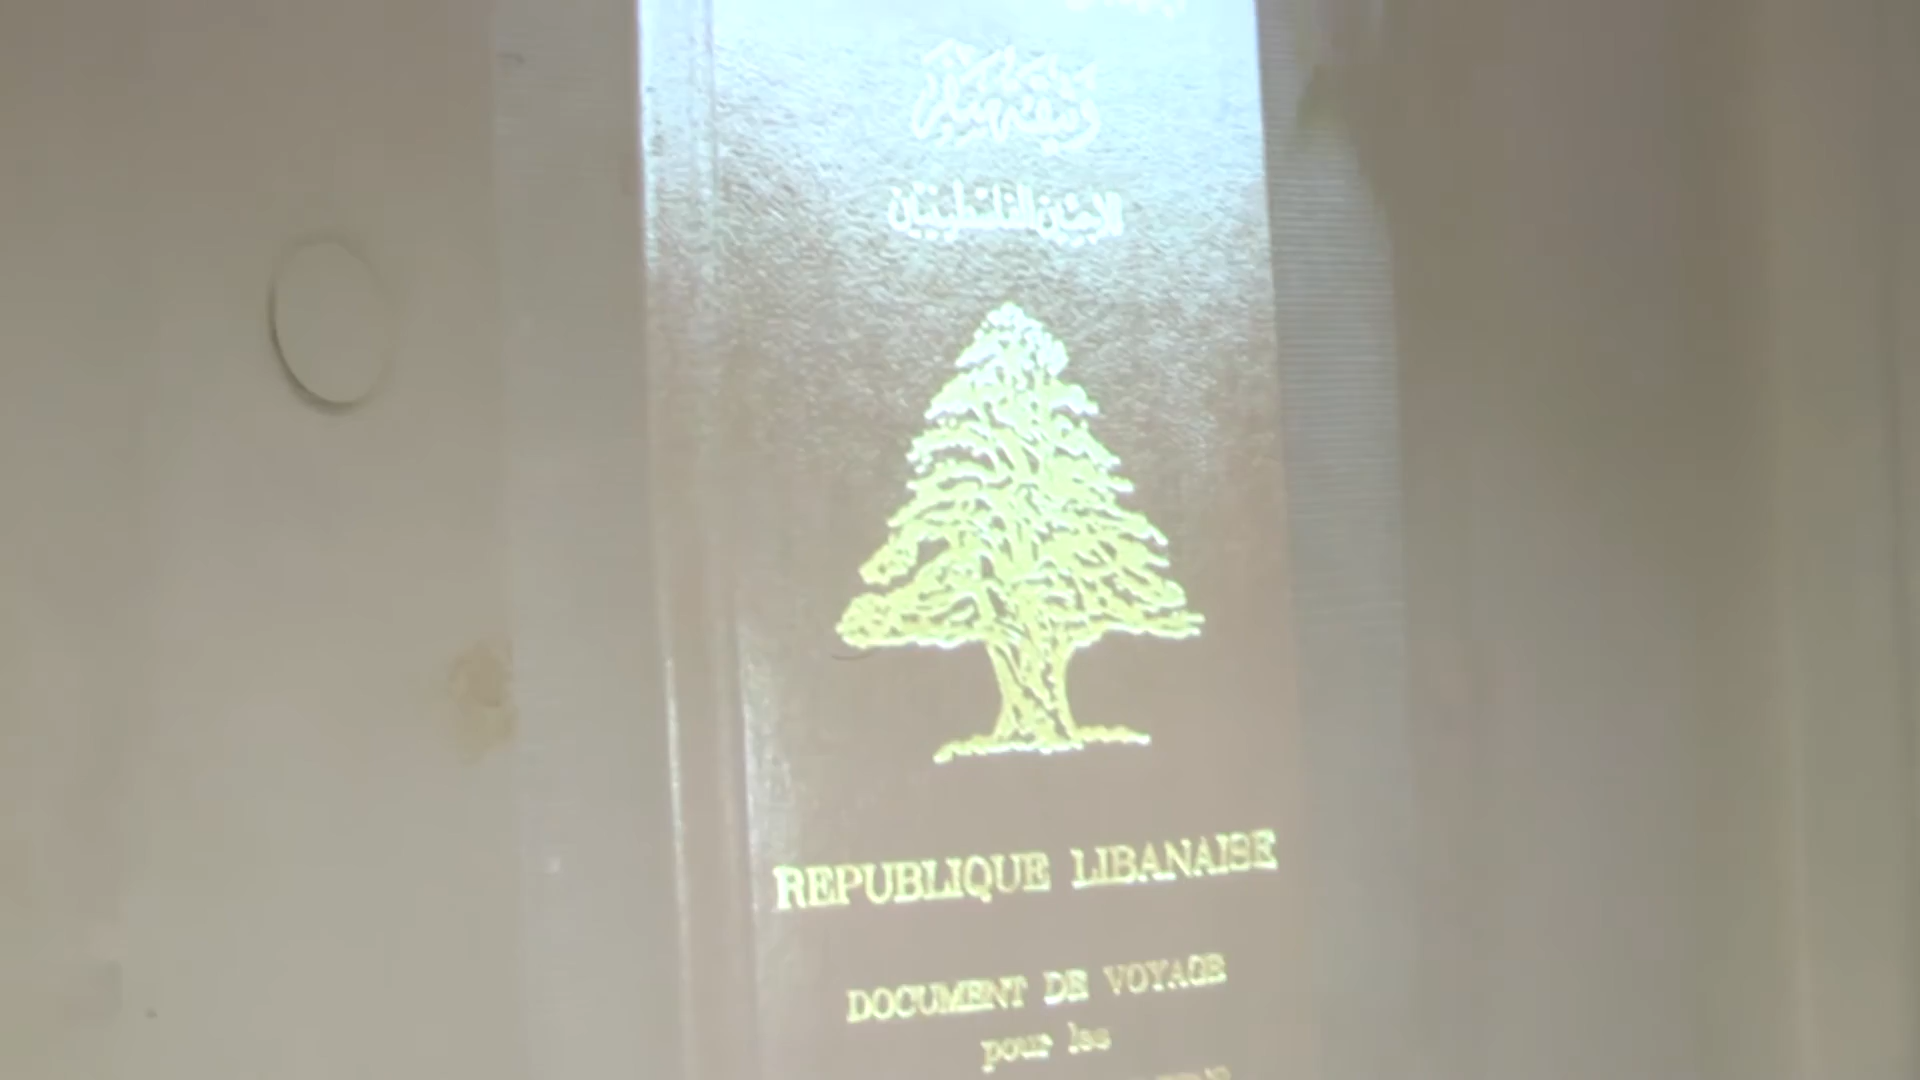 وثيقة سفر
للاجئين الفلسطينيين
REPUBLIQUE LIBANAISE
DOCUMENT DE VOYAGE
pour les